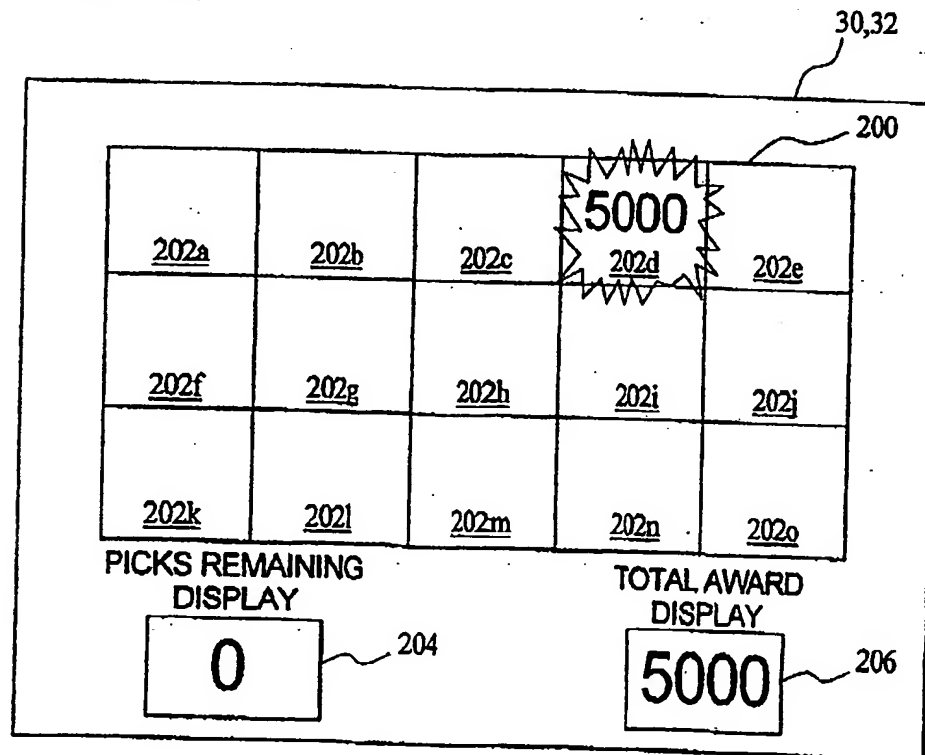 30,32
200
5000
202a 202b 202c 202d 202e
202f 202g 202h 202i 202j
202k 202l 202m 202n 202o
PICKS REMAINING
DISPLAY
0
204
TOTAL AWARD
DISPLAY
5000
206